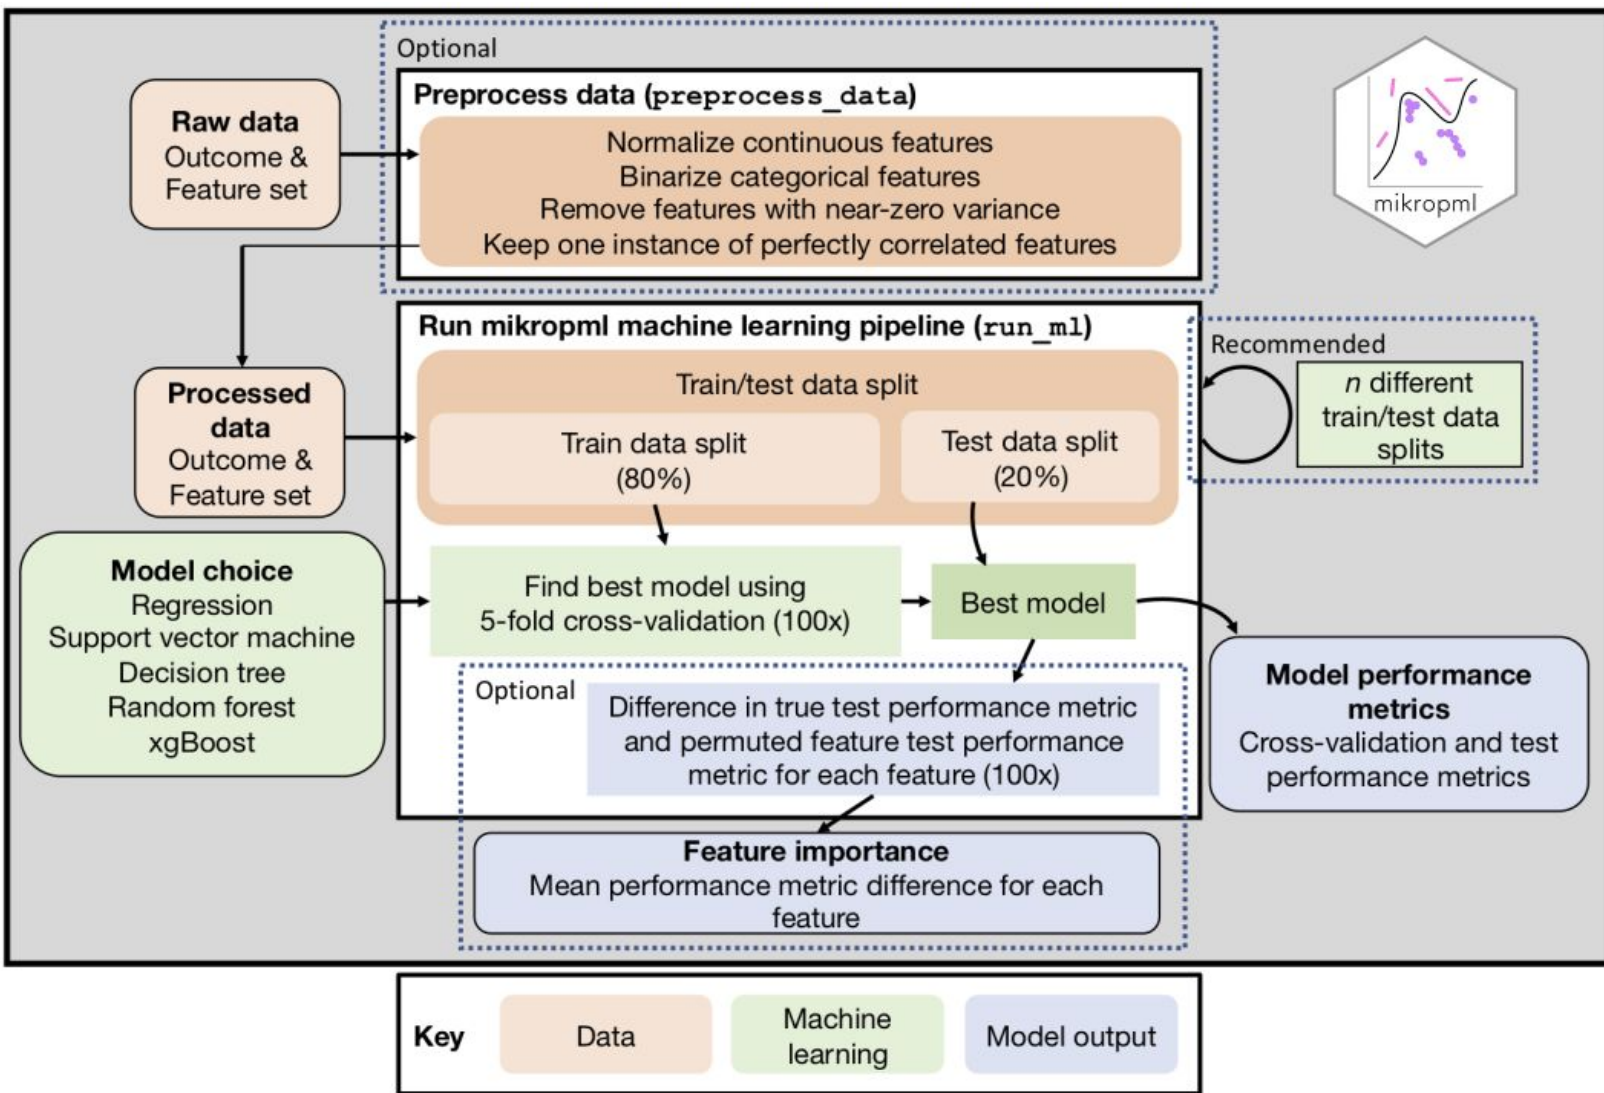 Optional
Preprocess data (preprocess_data)
Raw data
Outcome &
Feature set
Normalize continuous features
Binarize categorical features
Remove features with near-zero variance
Keep one instance of perfectly correlated features
mikropml
Run mikropml machine learning pipeline (run_ml)
Recommended
n different
train/test data
splits
Processed
data
Outcome &
Feature set
Train/test data split
Train data split
(80%)
Test data split
(20%)
Model choice
Regression
Support vector machine
Decision tree
Random forest
xgBoost
Find best model using
5-fold cross-validation (100x)
Best model
Model performance
metrics
Cross-validation and test
performance metrics
Optional
Difference in true test performance metric
and permuted feature test performance
metric for each feature (100x)
Feature importance
Mean performance metric difference for each
feature
Key
Data
Machine
learning
Model output